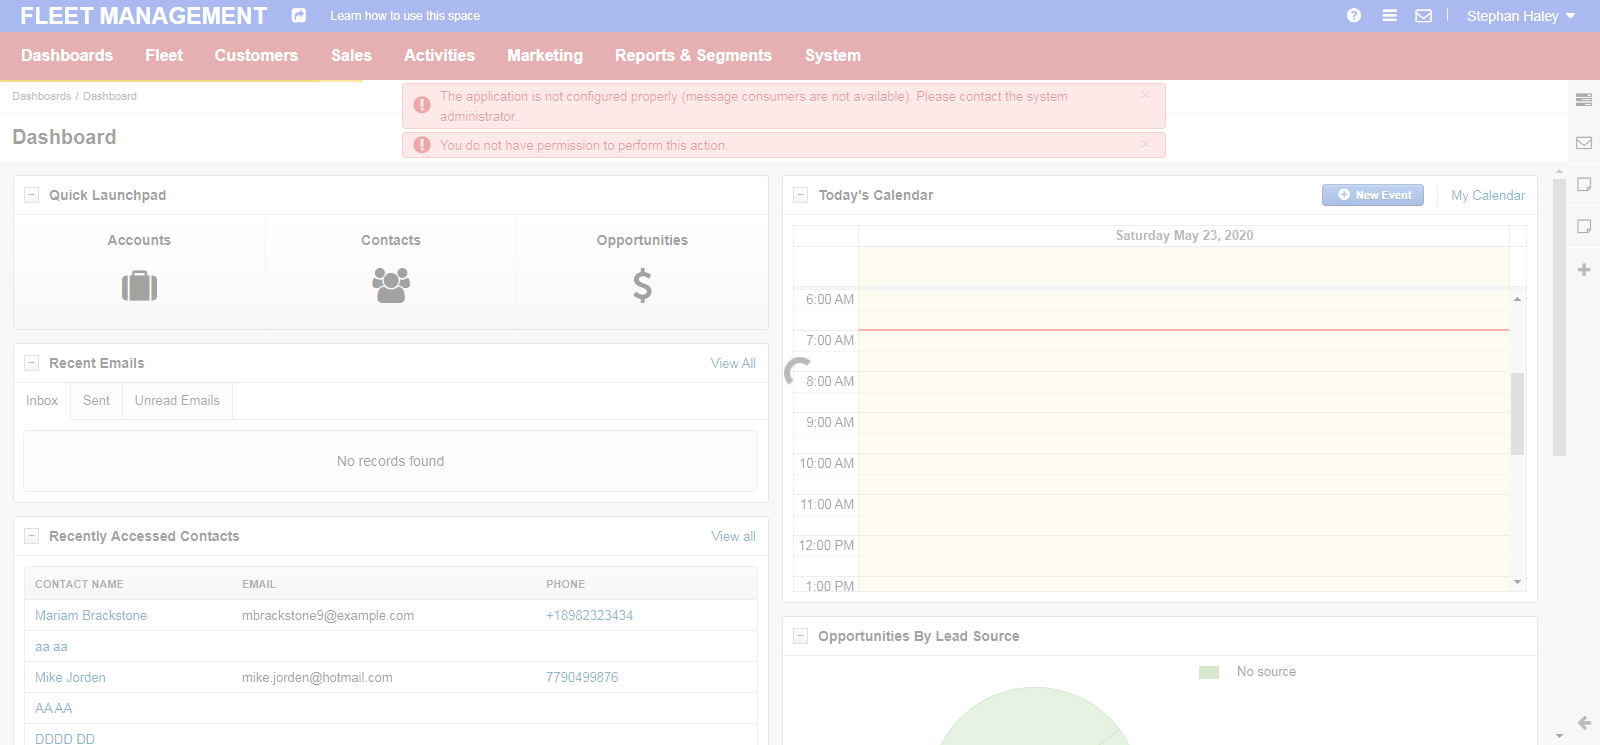 FLEET MANAGEMENT
Learn how to use this space
Stephan Haley
Dashboards Fleet Customers Sales Activities Marketing Reports & Segments System
Dashboards / Dashboard
The application is not configured properly (message consumers are not available). Please contact the system
administrator.
You do not have permission to perform this action.
Dashboard
Quick Launchpad
Accounts Contacts Opportunities
Recent Emails View All
Inbox Sent Unread Emails
No records found
Recently Accessed Contacts View all
CONTACT NAME EMAIL PHONE
Mariam Brackstone mbrackstone9@example.com +18982323434
aa aa
Mike Jorden mike.jorden@hotmail.com 7790499876
AA AA
DDDD DD
Today's Calendar New Event My Calendar
Saturday May 23, 2020
6:00 AM
7:00 AM
8:00 AM
9:00 AM
10:00 AM
11:00 AM
12:00 PM
1:00 PM
Opportunities By Lead Source
No source